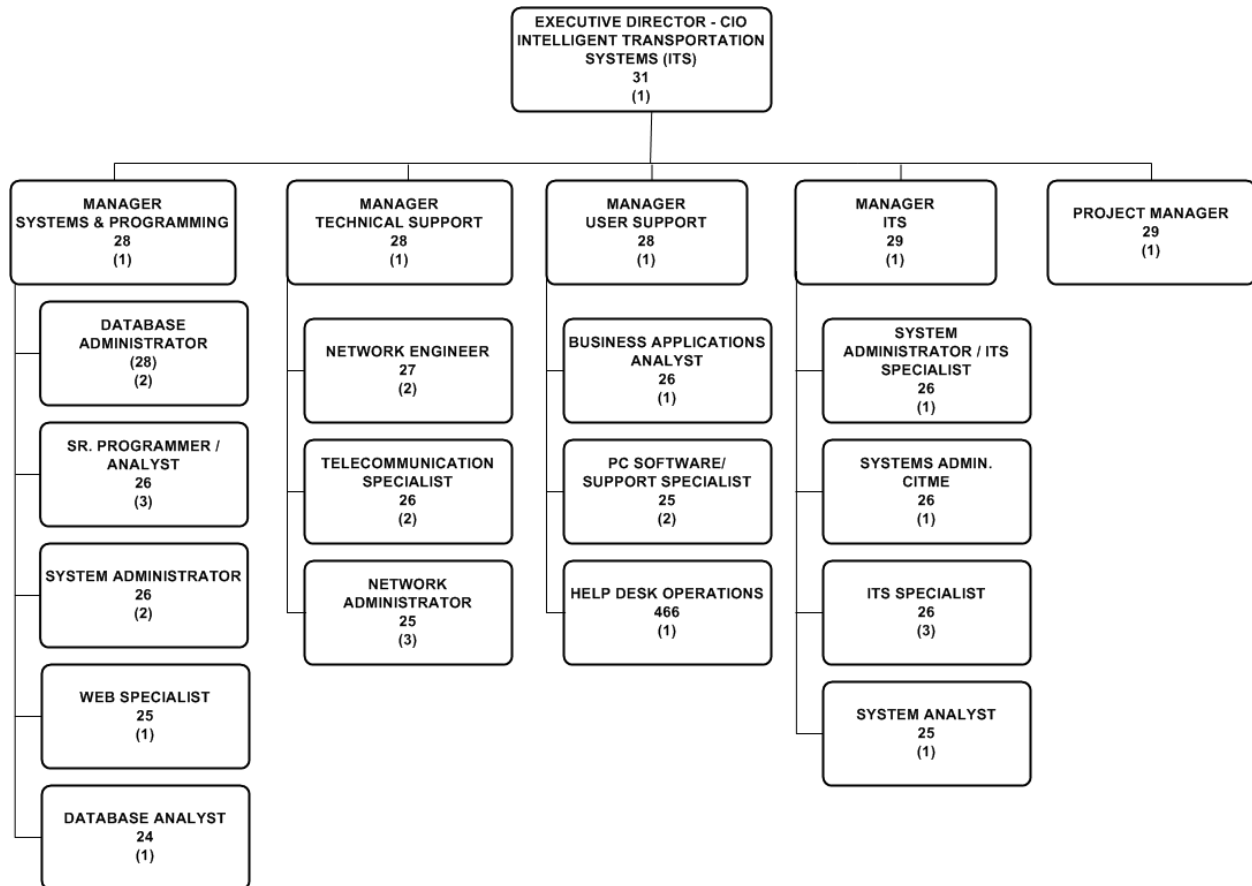 EXECUTIVE DIRECTOR - CIO
INTELLIGENT TRANSPORTATION
SYSTEMS (ITS)
31
(1)
MANAGER
SYSTEMS & PROGRAMMING
28
(1)
DATABASE
ADMINISTRATOR
(28)
(2)
SR. PROGRAMMER /
ANALYST
26
(3)
SYSTEM ADMINISTRATOR
26
(2)
WEB SPECIALIST
25
(1)
DATABASE ANALYST
24
(1)
MANAGER
TECHNICAL SUPPORT
28
(1)
NETWORK ENGINEER
27
(2)
TELECOMMUNICATION
SPECIALIST
26
(2)
NETWORK
ADMINISTRATOR
25
(3)
MANAGER
USER SUPPORT
28
(1)
BUSINESS APPLICATIONS
ANALYST
26
(1)
PC SOFTWARE/
SUPPORT SPECIALIST
25
(2)
HELP DESK OPERATIONS
466
(1)
MANAGER
ITS
29
(1)
SYSTEM
ADMINISTRATOR / ITS
SPECIALIST
26
(1)
SYSTEMS ADMIN.
CITME
26
(1)
ITS SPECIALIST
26
(3)
SYSTEM ANALYST
25
(1)
PROJECT MANAGER
29
(1)